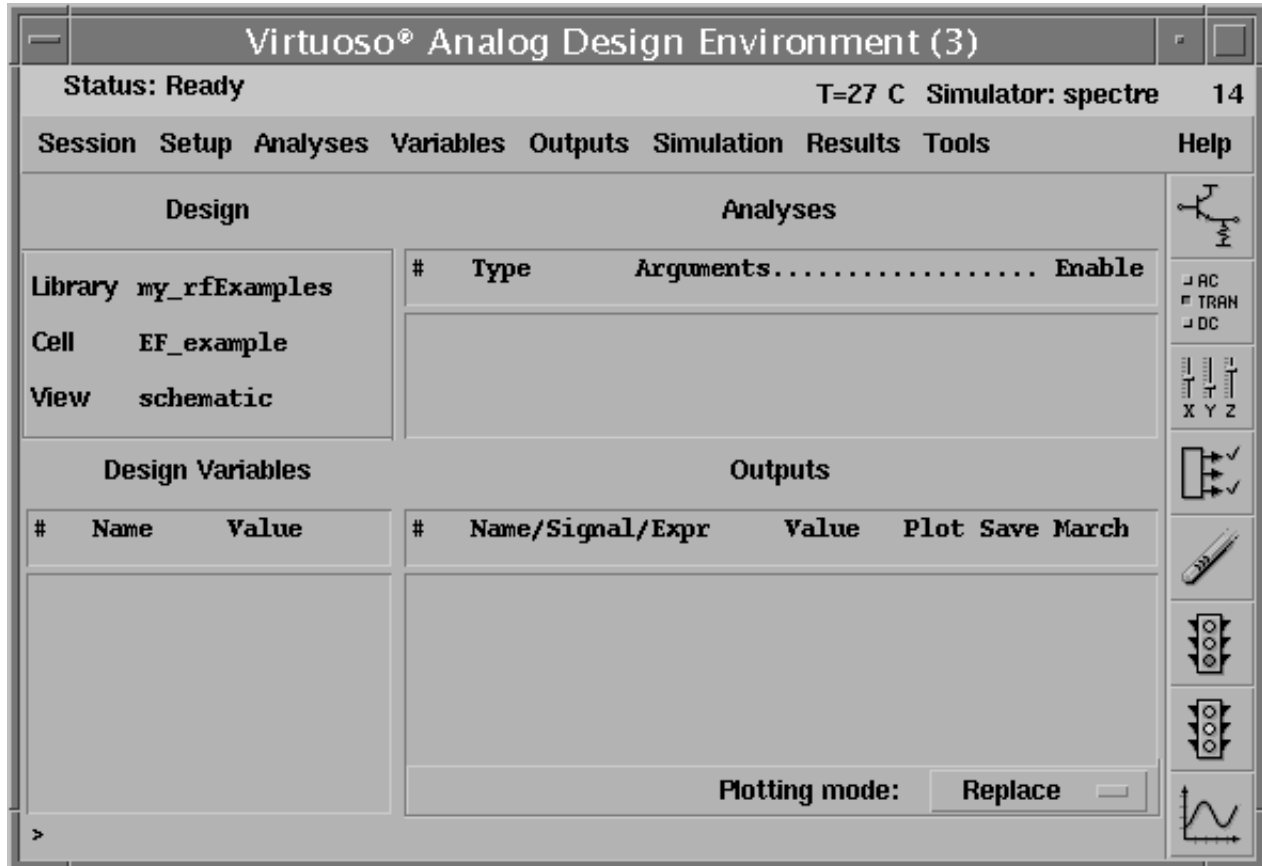 Virtuoso® Analog Design Environment (3)
Status: Ready T=27 C Simulator: spectre 14
Session Setup Analyses Variables Outputs Simulation Results Tools Help
Design
Library my_rfExamples
Cell EF_example
View schematic
Analyses
# Type Arguments.................. Enable
Design Variables
# Name Value
Outputs
# Name/Signal/Expr Value Plot Save March
Plotting mode: Replace
>
AC
TRAN
DC
X Y Z